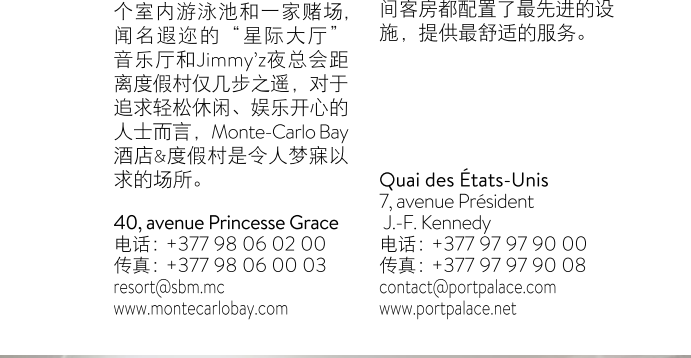 个室内游泳池和一家赌场,
闻名遐迩的“星际大厅”
音乐厅和Jimmy’z夜总会距
离度假村仅几步之遥，对于
追求轻松休闲、娱乐开心的
人士而言，Monte-Carlo Bay
酒店&度假村是令人梦寐以
求的场所。
40, avenue Princesse Grace
电话：+377 98 06 02 00
传真：+377 98 06 00 03
resort@sbm.mc
www.montecarlobay.com
间客房都配置了最先进的设
施，提供最舒适的服务。
Quai des États-Unis
7, avenue Président
J.-F. Kennedy
电话：+377 97 97 90 00
传真：+377 97 97 90 08
contact@portpalace.com
www.portpalace.net